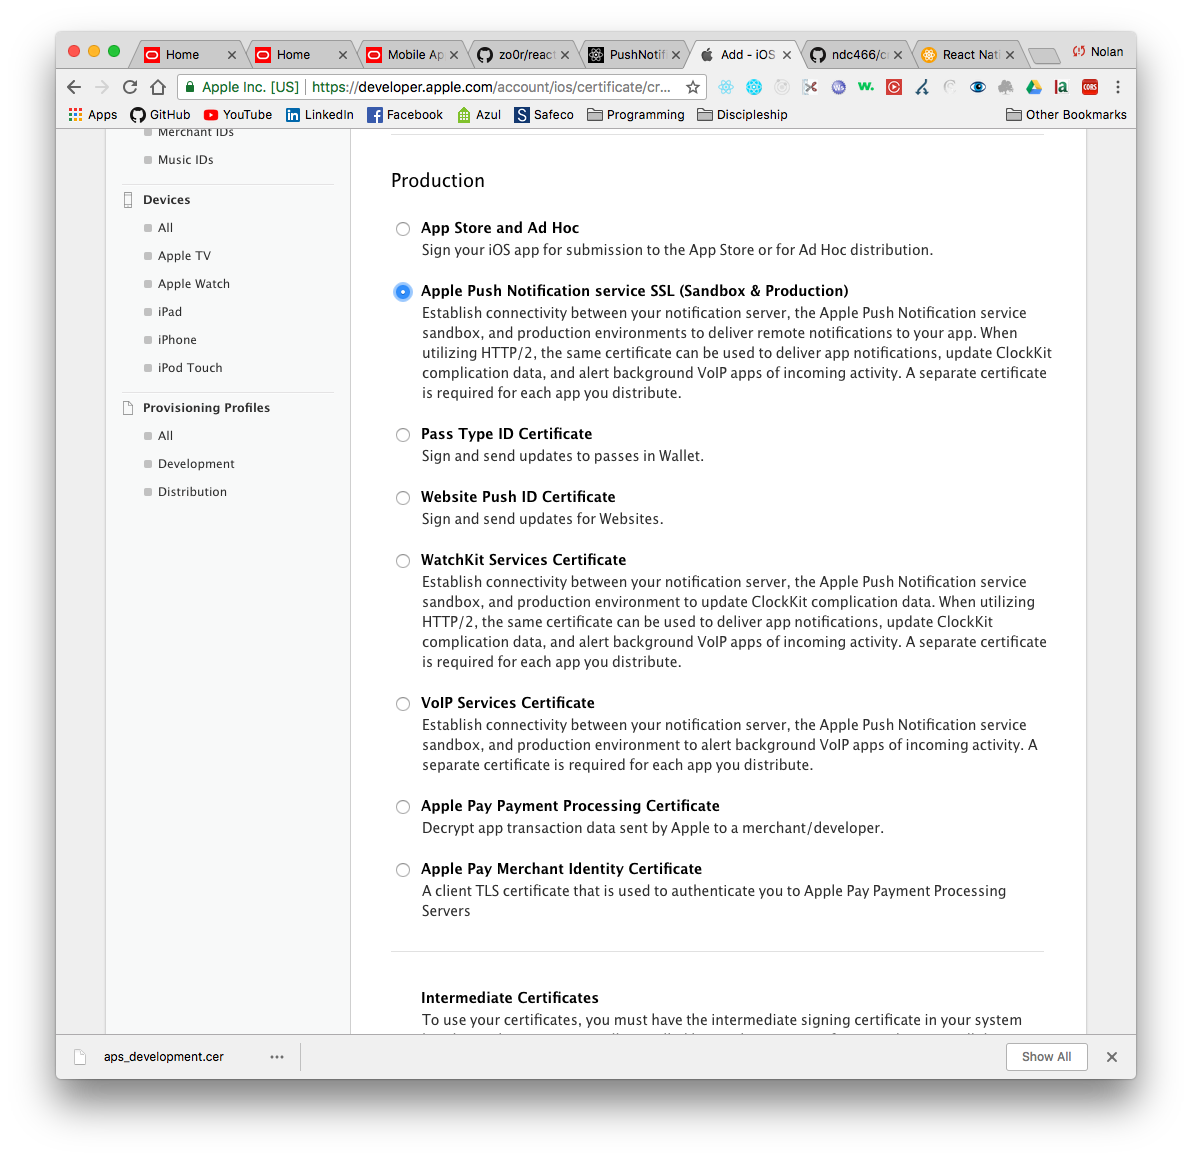 Home
Home
Mobile Ap
zo0r/react
PushNotifi
Add - iOS
ndc466/c
React Nati
Nolan
Apple Inc. [US] | https://developer.apple.com/account/ios/certificate/cr...
Apps
GitHub
YouTube
LinkedIn
Facebook
Azul
Safeco
Programming
Discipleship
Other Bookmarks
Merchant IDs
Music IDs
Devices
All
Apple TV
Apple Watch
iPad
iPhone
iPod Touch
Provisioning Profiles
All
Development
Distribution
Production
App Store and Ad Hoc
Sign your iOS app for submission to the App Store or for Ad Hoc distribution.
Apple Push Notification service SSL (Sandbox & Production)
Establish connectivity between your notification server, the Apple Push Notification service
sandbox, and production environments to deliver remote notifications to your app. When
utilizing HTTP/2, the same certificate can be used to deliver app notifications, update ClockKit
complication data, and alert background VoIP apps of incoming activity. A separate certificate
is required for each app you distribute.
Pass Type ID Certificate
Sign and send updates to passes in Wallet.
Website Push ID Certificate
Sign and send updates for Websites.
WatchKit Services Certificate
Establish connectivity between your notification server, the Apple Push Notification service
sandbox, and production environment to update ClockKit complication data. When utilizing
HTTP/2, the same certificate can be used to deliver app notifications, update ClockKit
complication data, and alert background VoIP apps of incoming activity. A separate certificate
is required for each app you distribute.
VoIP Services Certificate
Establish connectivity between your notification server, the Apple Push Notification service
sandbox, and production environment to alert background VoIP apps of incoming activity. A
separate certificate is required for each app you distribute.
Apple Pay Payment Processing Certificate
Decrypt app transaction data sent by Apple to a merchant/developer.
Apple Pay Merchant Identity Certificate
A client TLS certificate that is used to authenticate you to Apple Pay Payment Processing
Servers
Intermediate Certificates
To use your certificates, you must have the intermediate signing certificate in your system
aps_development.cer
Show All